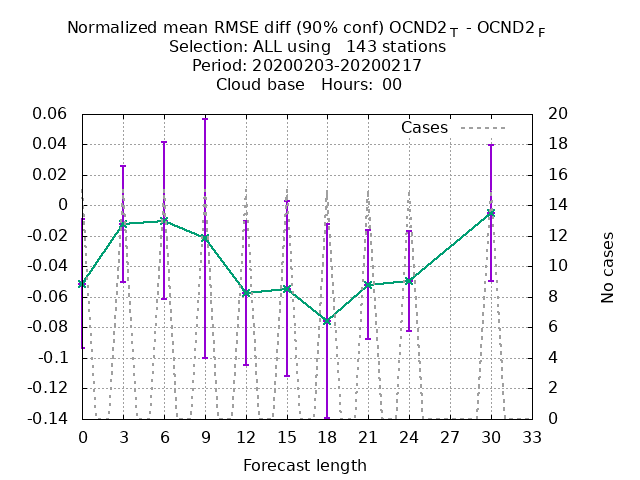 Normalized mean RMSE diff (90% conf) OCND2 T - OCND2 F
Selection: ALL using 143 stations
Period: 20200203-20200217
Cloud base Hours: 00
Cases
0.06
0.04
0.02
0
-0.02
-0.04
-0.06
-0.08
-0.1
-0.12
-0.14
20
18
16
14
12
10
8
6
4
2
0
No cases
0 3 6 9 12 15 18 21 24 27 30 33
Forecast length